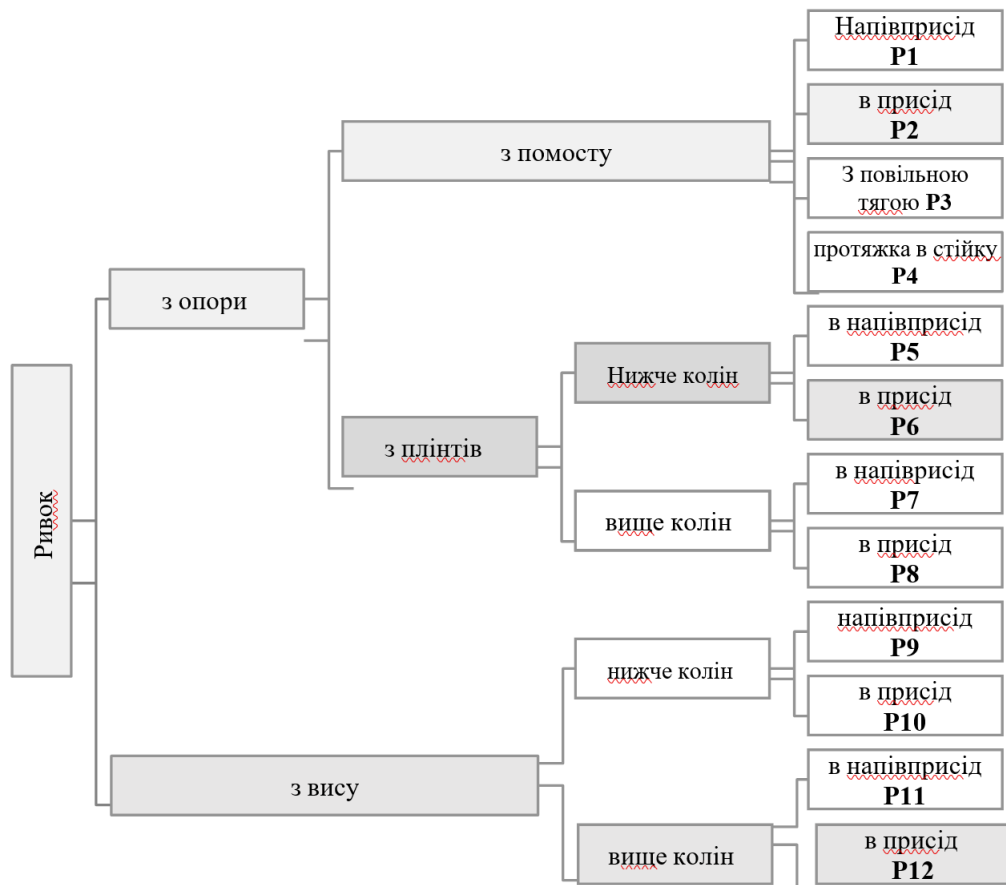 Напівприсід
Р1
в присід
Р2
з помосту
З повільною
тягою Р3
протяжка в стійку
Р4
з опори
в напівприсід
Р5
Нижче колін
в присід
Р6
з плінтів
в напіврисід
Р7
вище колін
в присід
Р8
Ривок
напівприсід
Р9
нижче колін
в присід
Р10
в напівприсід
Р11
з вису
в присід
Р12
вище колін